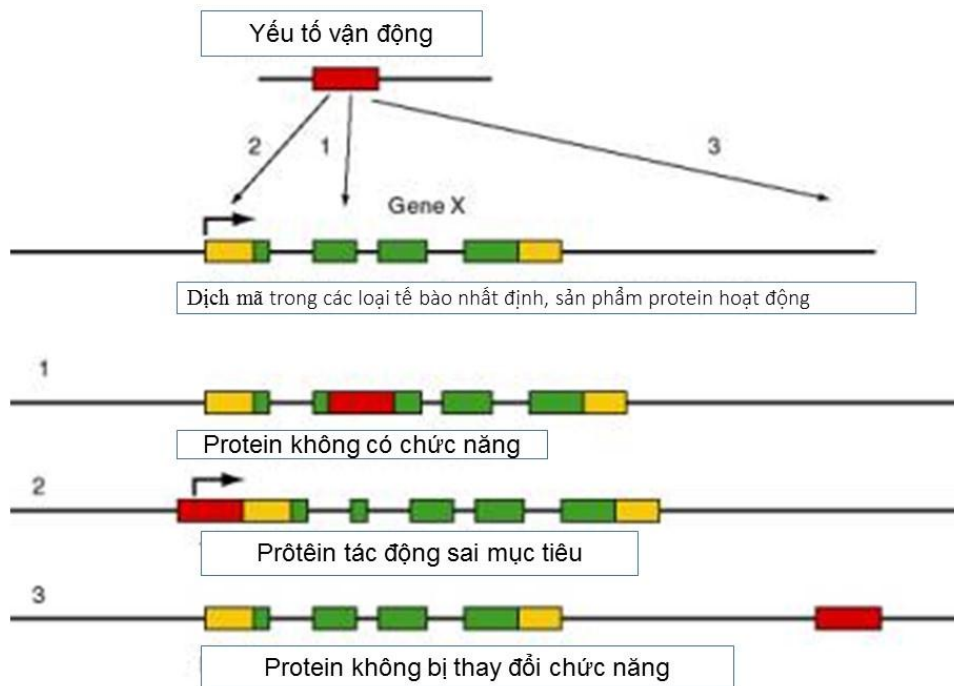 Yếu tố vận động
2
1
3
Gene X
Dịch mã trong các loại tế bào nhất định, sản phẩm protein hoạt động
1
Protein không có chức năng
2
Prôtêin tác động sai mục tiêu
3
Protein không bị thay đổi chức năng